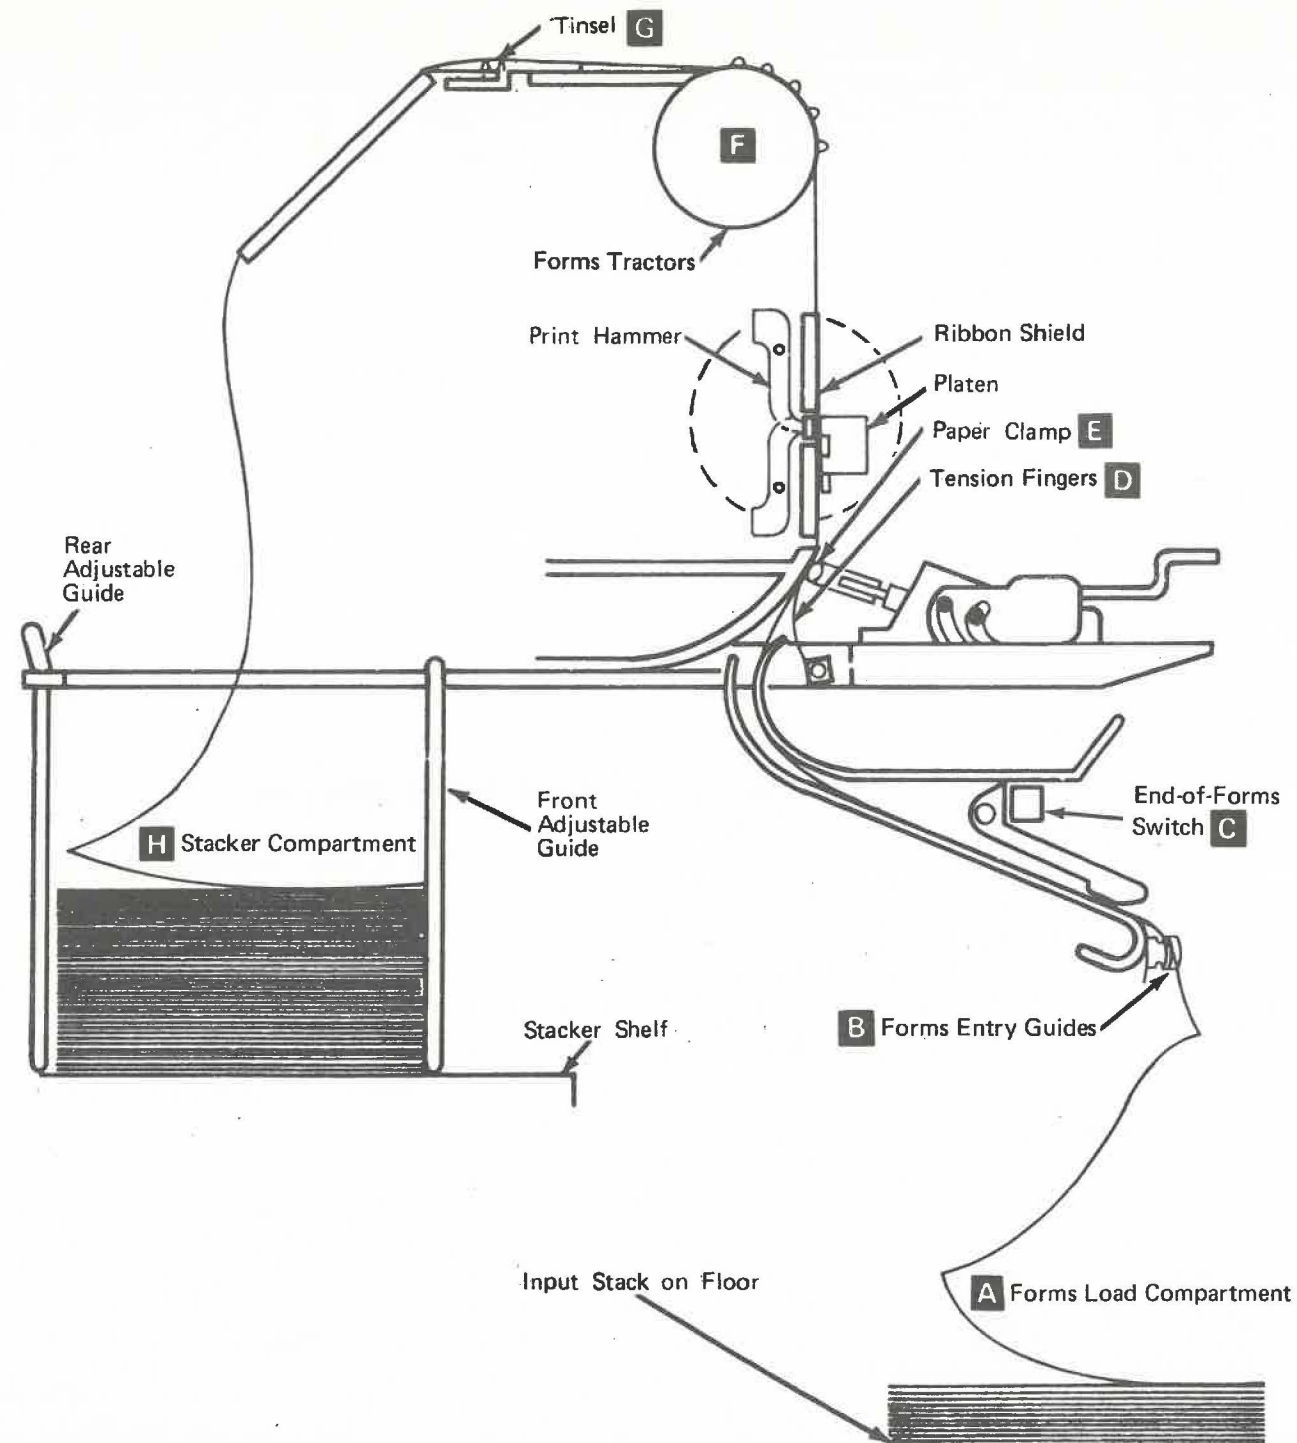 Tinsel G
F
Forms Tractors
Print Hammer
Ribbon Shield
Platen
Paper Clamp E
Tension Fingers D
Rear
Adjustable
Guide
Front
Adjustable
Guide
End-of-Forms
Switch C
H Stacker Compartment
B Forms Entry Guides
Stacker Shelf
Input Stack on Floor
A Forms Load Compartment